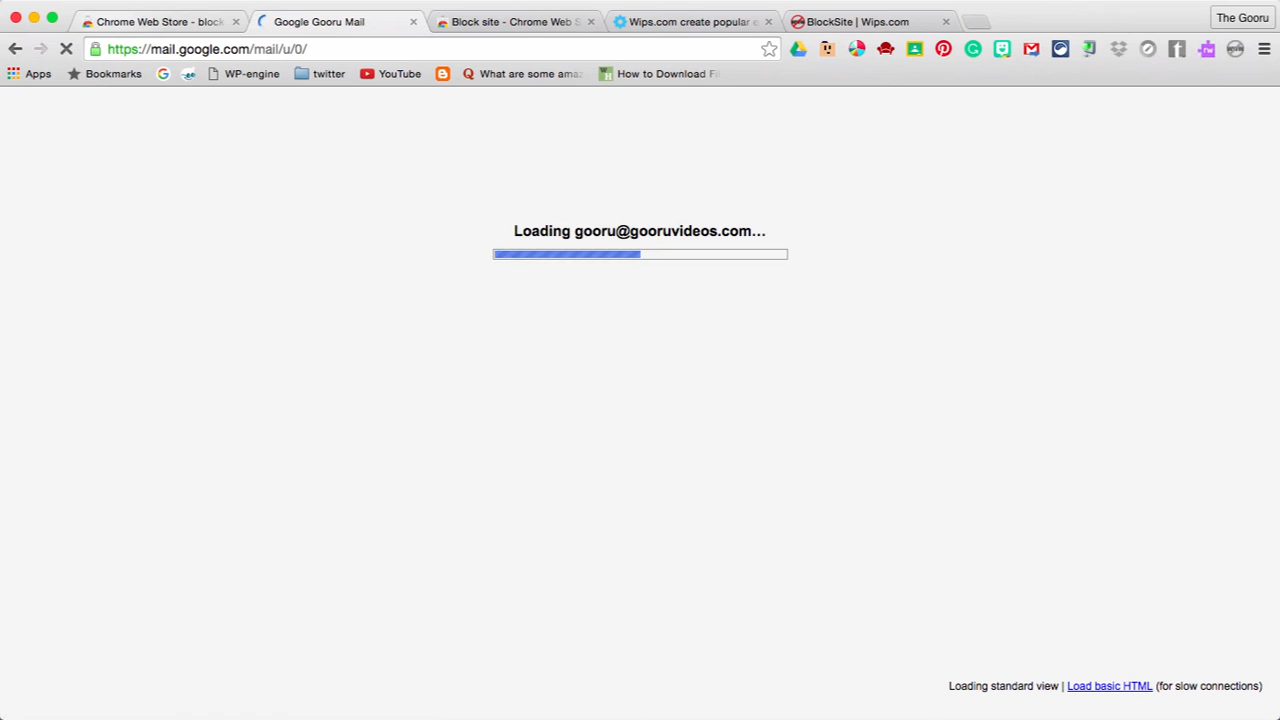 Chrome Web Store - block
Google Gooru Mail
Block site - Chrome Web S
Wips.com create popular e
BlockSite | Wips.com
The Gooru
https://mail.google.com/mail/u/0/
Apps
Bookmarks
WP-engine
twitter
YouTube
What are some ama
How to Download Fi
Loading gooru@gooruvideos.com…
Loading standard view | Load basic HTML (for slow connections)